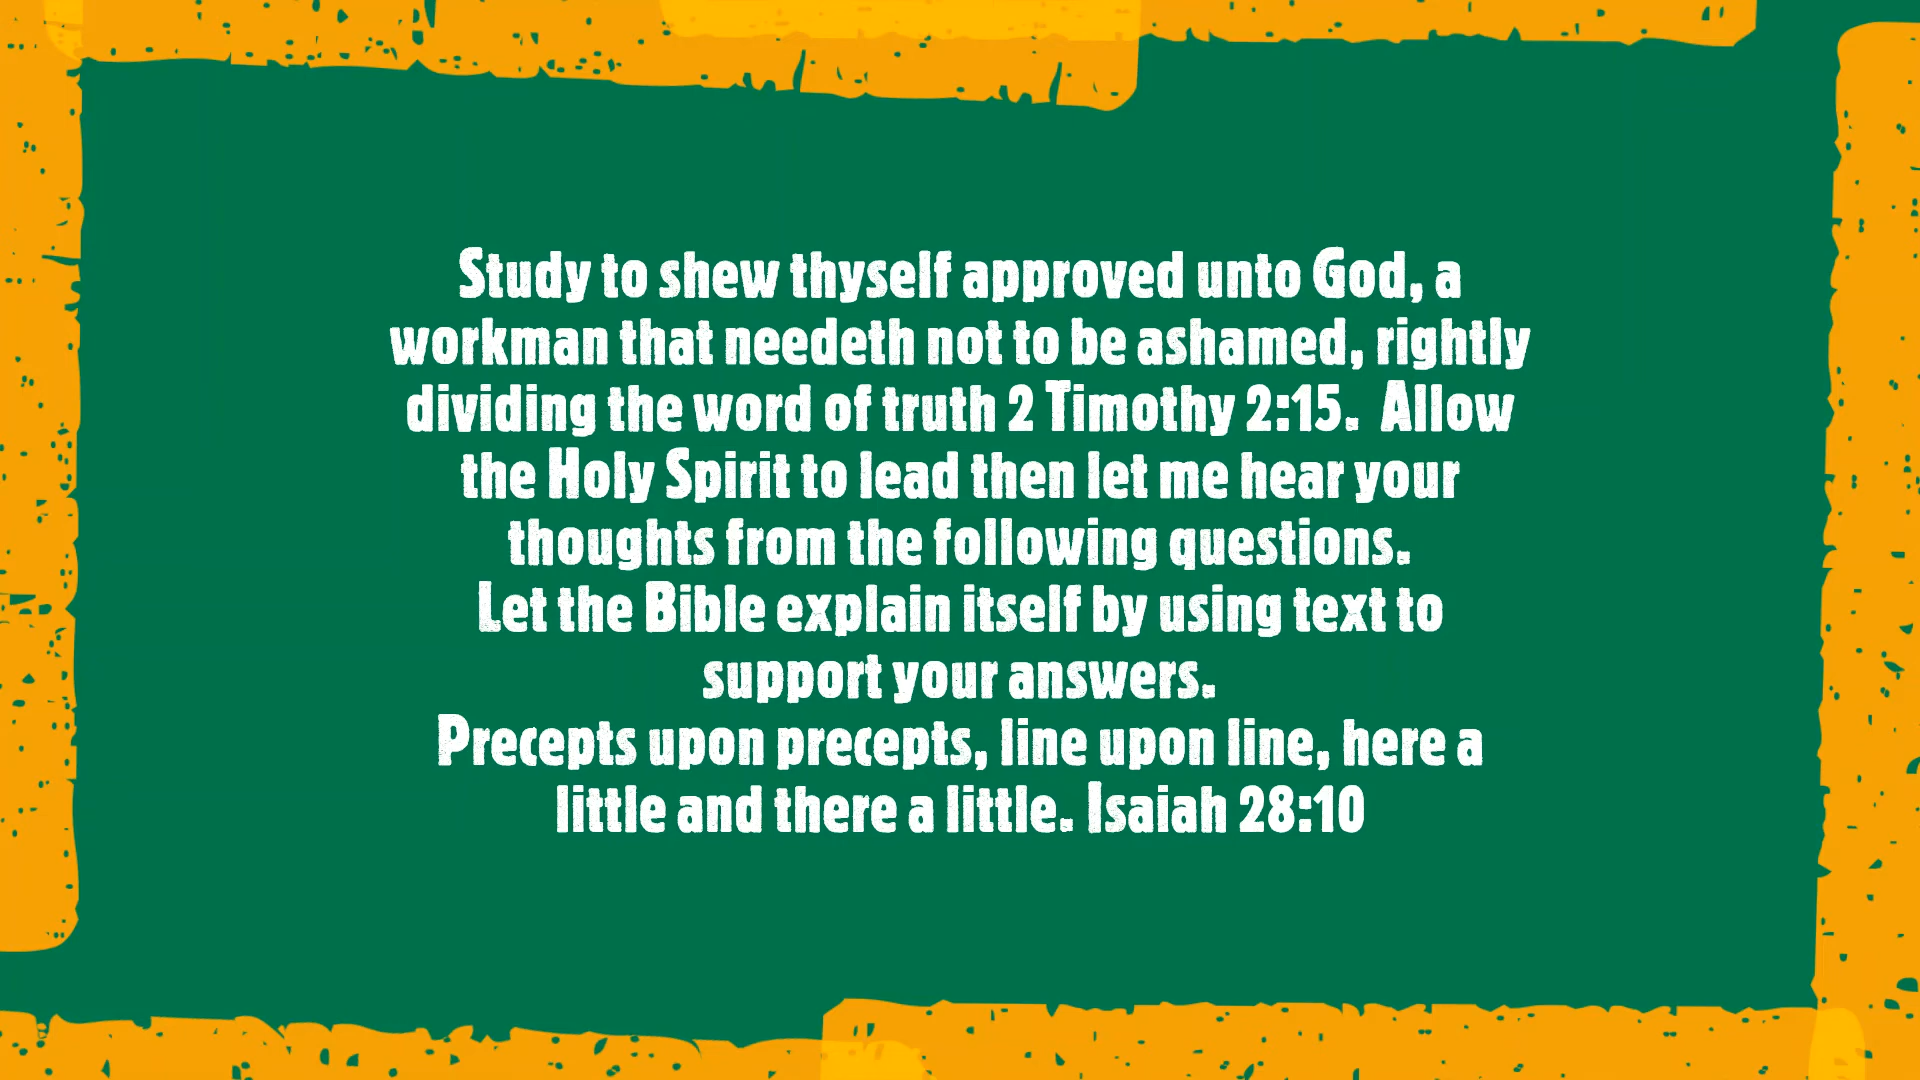 Study to shew thyself approved unto God, a
workman that needeth not to be ashamed, rightly
dividing the word of truth 2 Timothy 2:15.  Allow
the Holy Spirit to lead then let me hear your
thoughts from the following questions.
Let the Bible explain itself by using text to
support your answers.
Precepts upon precepts, line upon line, here a
little and there a little. Isaiah 28:10